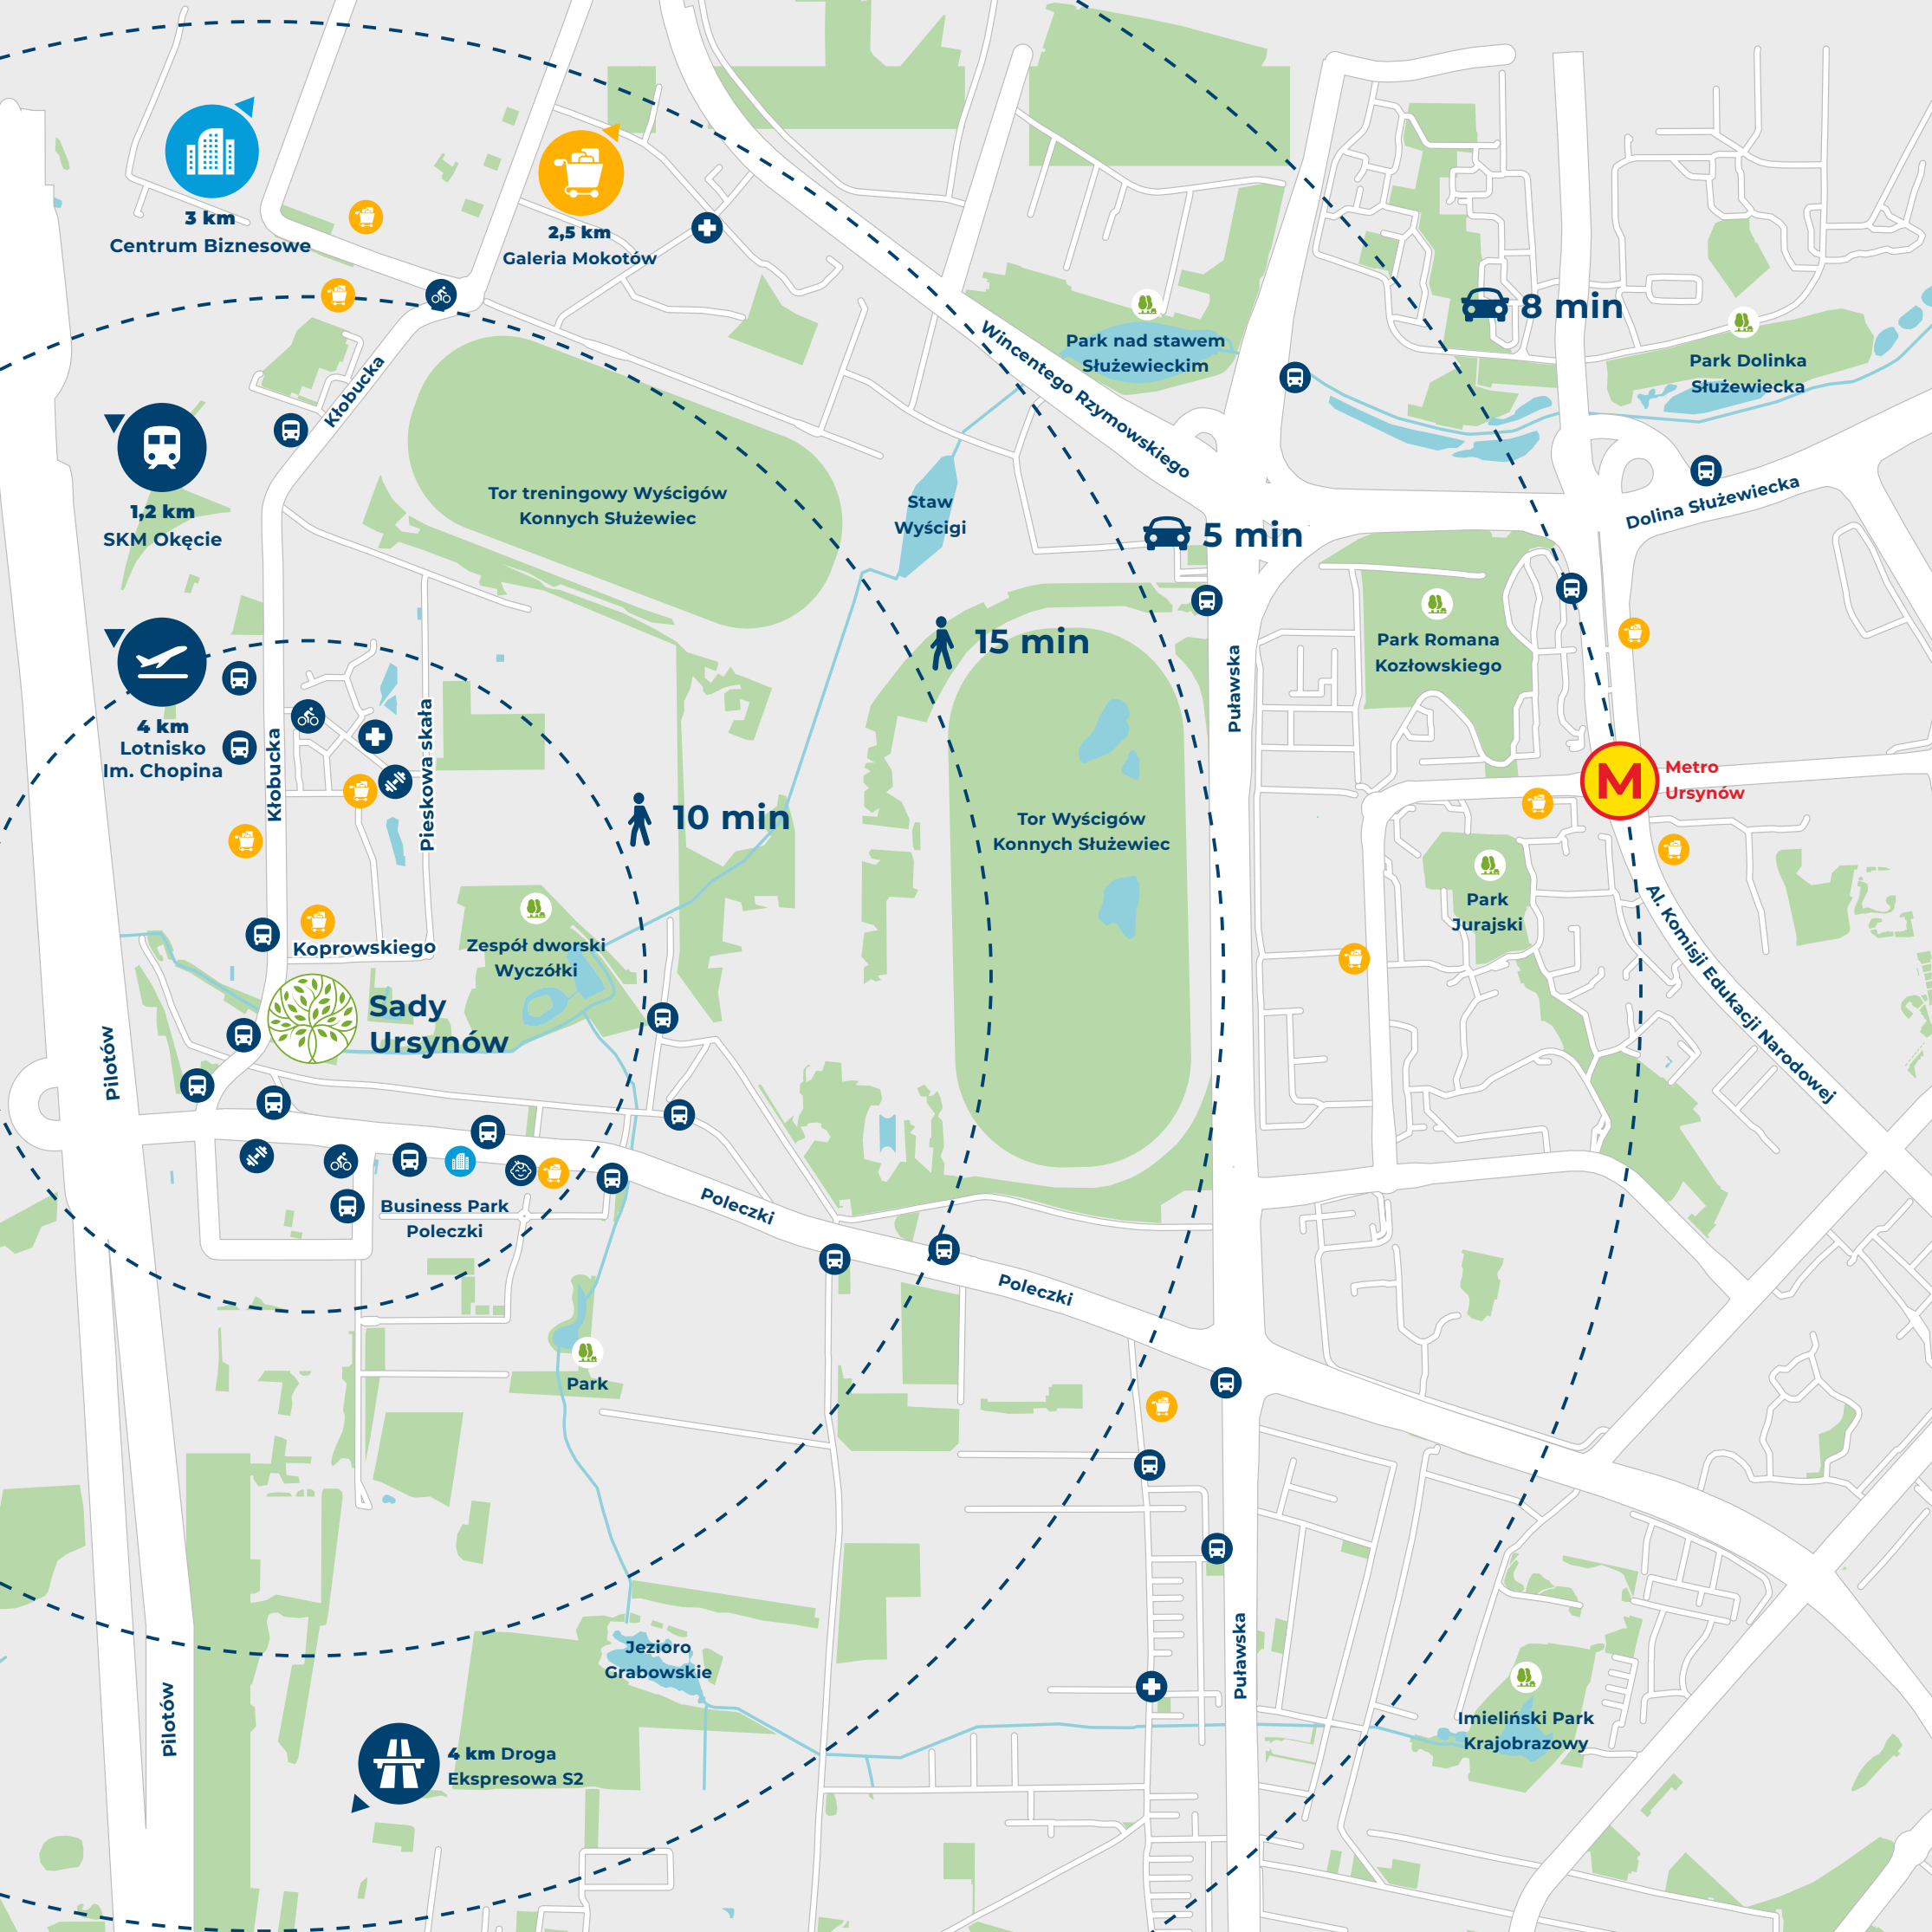 3 km
Centrum Biznesowe
2,5 km
Galeria Mokotów
8 min
Park nad stawem
Służewieckim
Park Dolinka
Służewiecka
Wincentego Rzymowskiego
Kłobucka
Tor treningowy Wyścigów
Konnych Służewiec
Staw
Wyścigi
1,2 km
SKM Okęcie
5 min
Dolina Służewiecka
15 min
Park Romana
Kozłowskiego
Puławska
4 km
Lotnisko
Im. Chopina
Kłobucka
Pieskowa skała
10 min
Tor Wyścigów
Konnych Służewiec
M
Metro
Ursynów
Park
Jurajski
Al. Komisji Edukacji Narodowej
Koprowskiego
Zespół dworski
Wyczółki
Sady
Ursynów
Pilotów
Business Park
Poleczki
Poleczki
Poleczki
Park
Jezioro
Grabowskie
Puławska
Pilotów
Imieliński Park
Krajobrazowy
4 km Droga
Ekspresowa S2